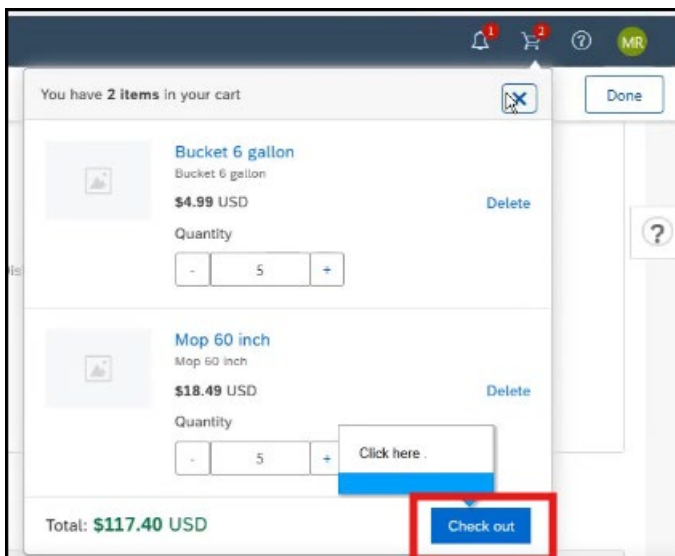 1
2
MR
You have 2 items in your cart
Done
Bucket 6 gallon
Bucket 6 gallon
$4.99 USD
Delete
Quantity
- 5 +
?
Mop 60 inch
Mop 60 inch
$18.49 USD
Delete
Quantity
- 5 +
Click here .
Total: $117.40 USD
Check out